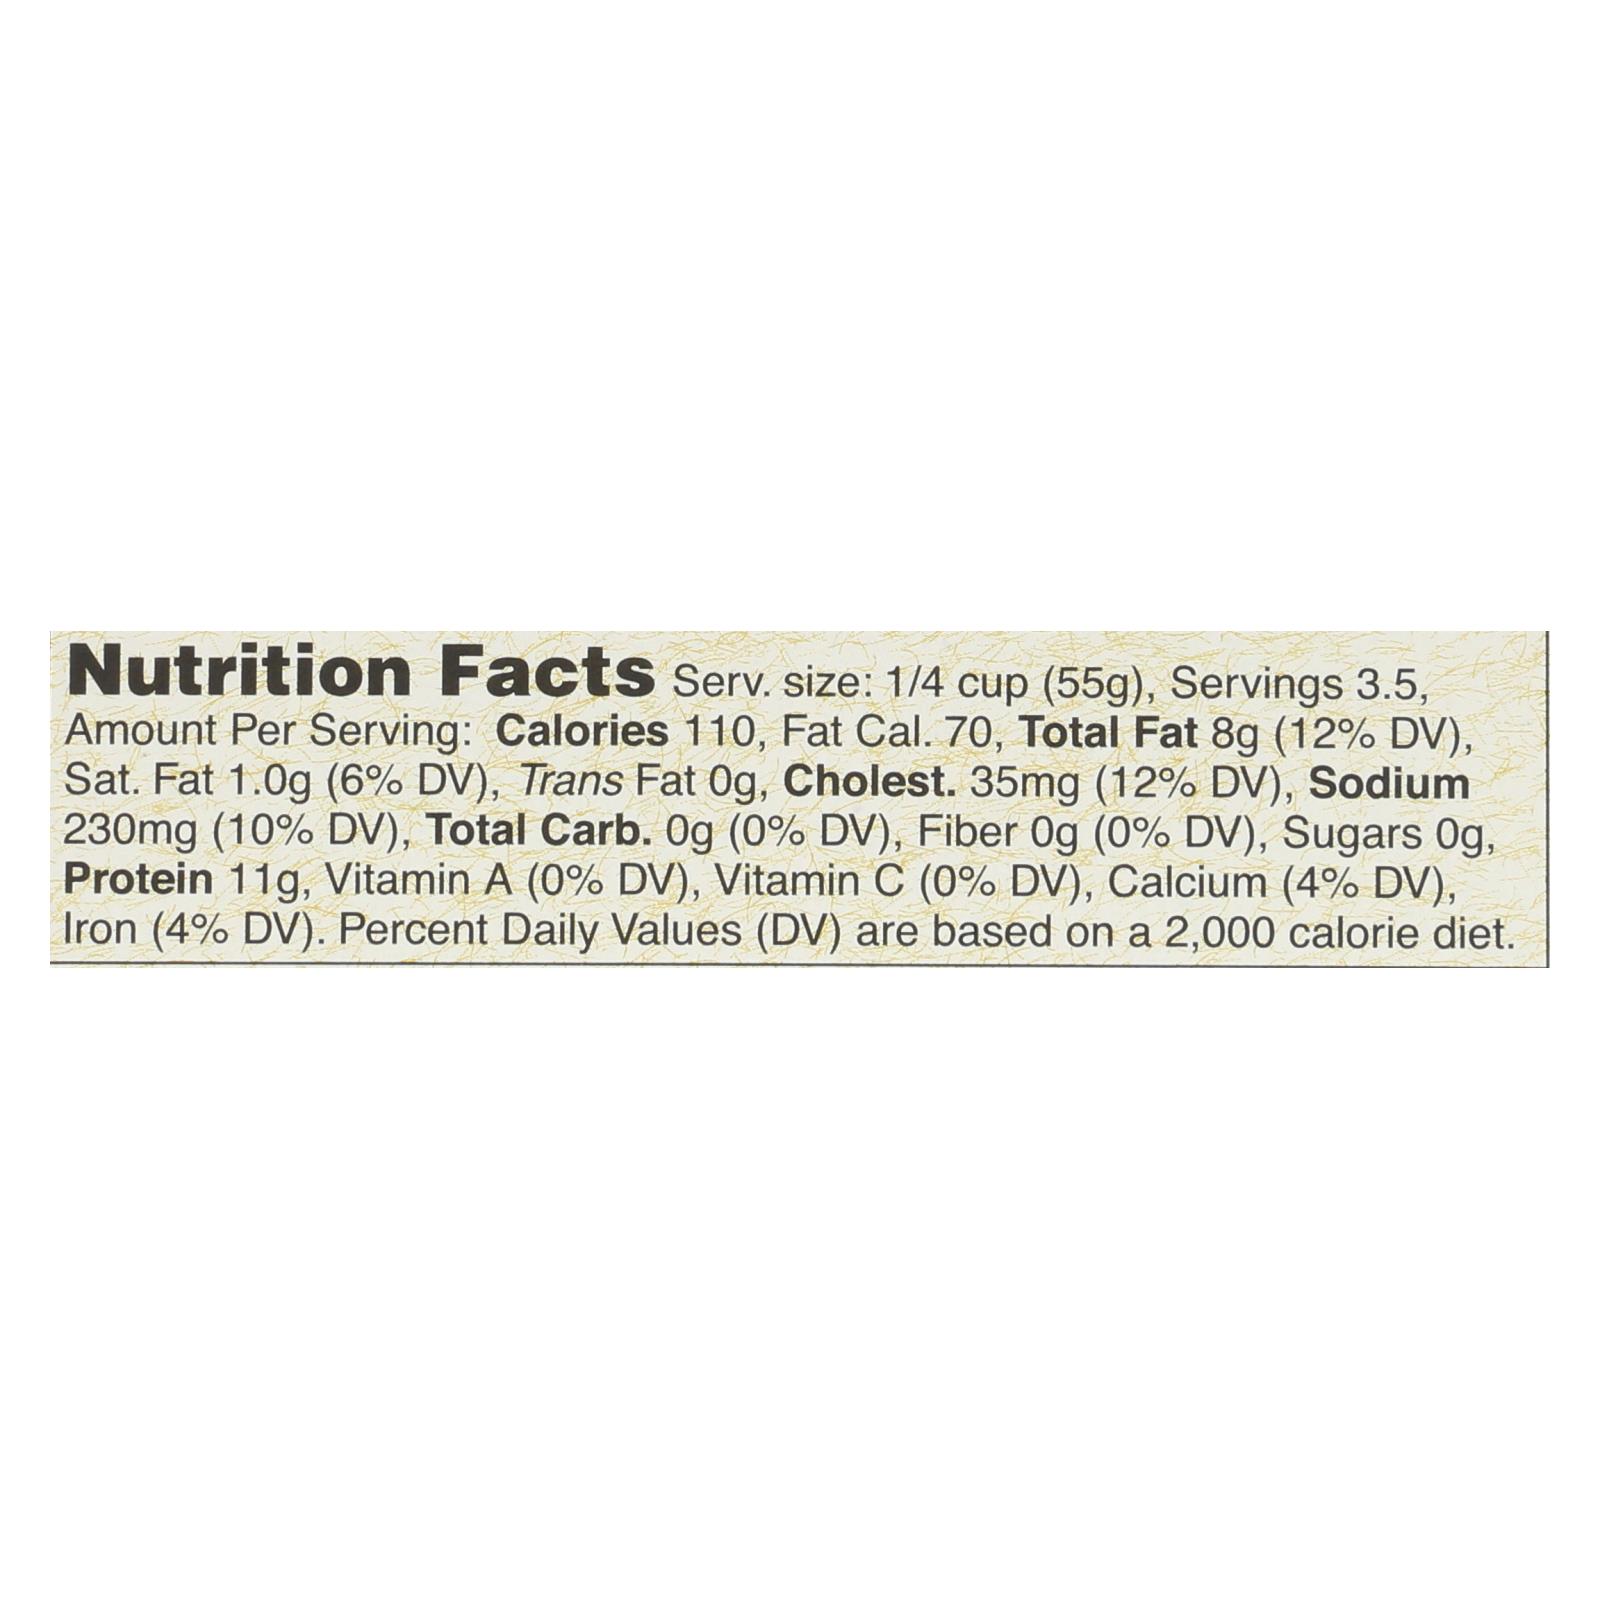 Nutrition Facts Serv. size: 1/4 cup (55g), Servings 3.5,
Amount Per Serving: Calories 110, Fat Cal. 70, Total Fat 8g (12% DV),
Sat. Fat 1.0g (6% DV), Trans Fat 0g, Cholest. 35mg (12% DV), Sodium
230mg (10% DV), Total Carb. 0g (0% DV), Fiber 0g (0% DV), Sugars 0g,
Protein 11g, Vitamin A (0% DV), Vitamin C (0% DV), Calcium (4% DV),
Iron (4% DV). Percent Daily Values (DV) are based on a 2,000 calorie diet.